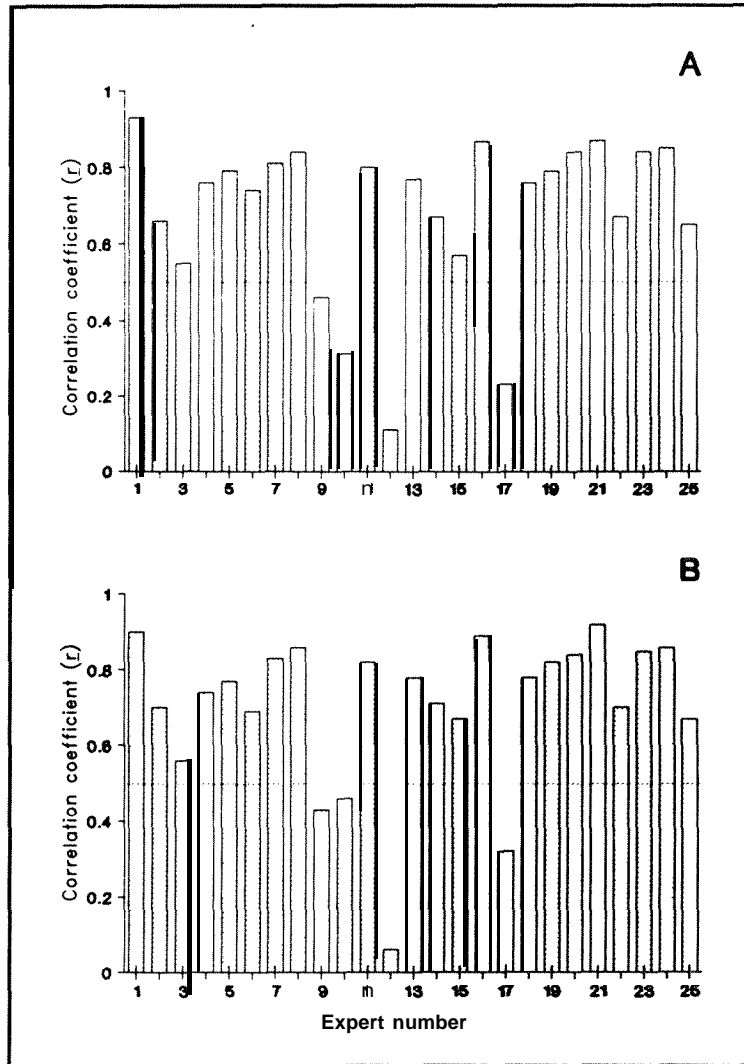 A
Correlation coefficient (r)
1
0.8
0.6
0.4
0.2
0
1 3 5 7 9 n 13 15 17 19 21 23 25
B
Correlation coefficient (r)
1
0.8
0.6
0.4
0.2
0
1 3 5 7 9 m 13 15 17 19 21 23 25
Expert number